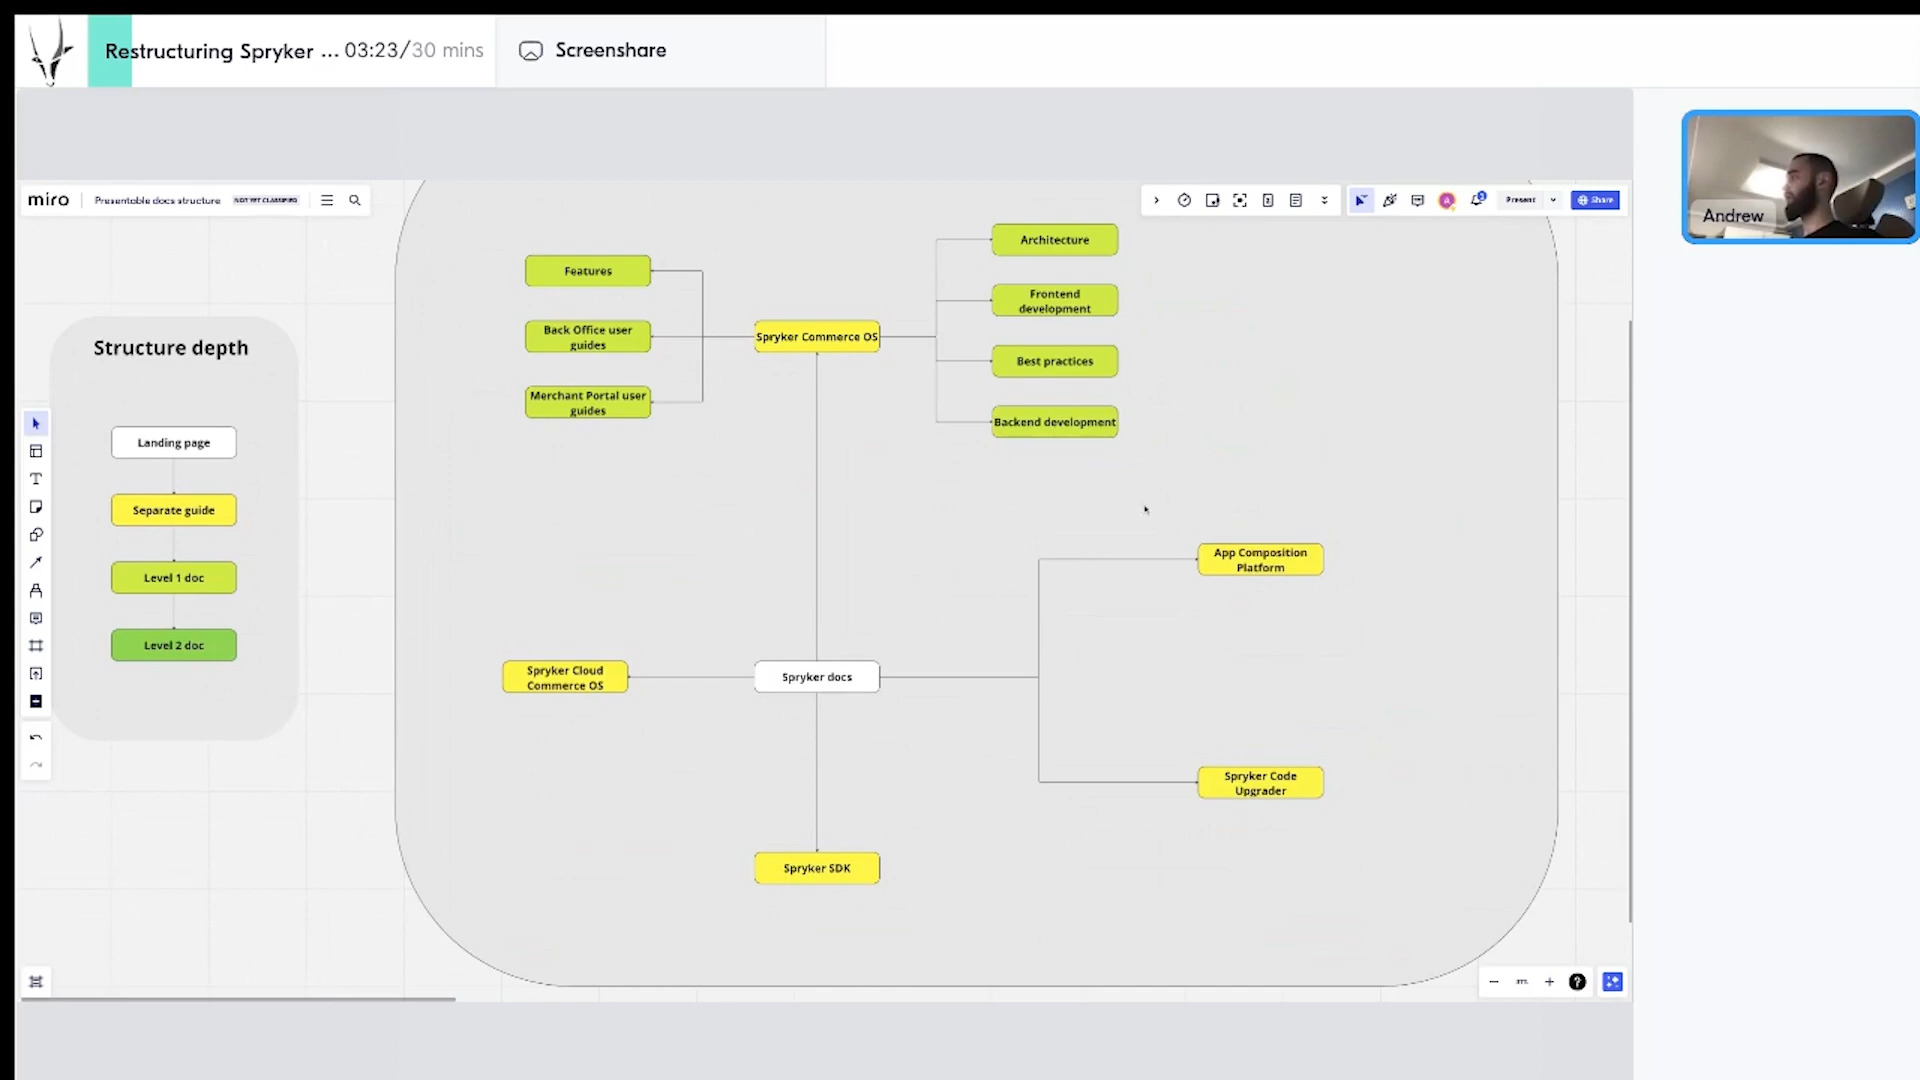 Restructuring Spryker ... 03:23/30 mins
Screenshare
Andrew
miro
Presentable docs structure
NOT YET CLASSIFIED
Present
Share
Structure depth
Landing page
Separate guide
Level 1 doc
Level 2 doc
Features
Back Office user
guides
Merchant Portal user
guides
Spryker Commerce OS
Architecture
Frontend
development
Best practices
Backend development
App Composition
Platform
Spryker Cloud
Commerce OS
Spryker docs
Spryker Code
Upgrader
Spryker SDK